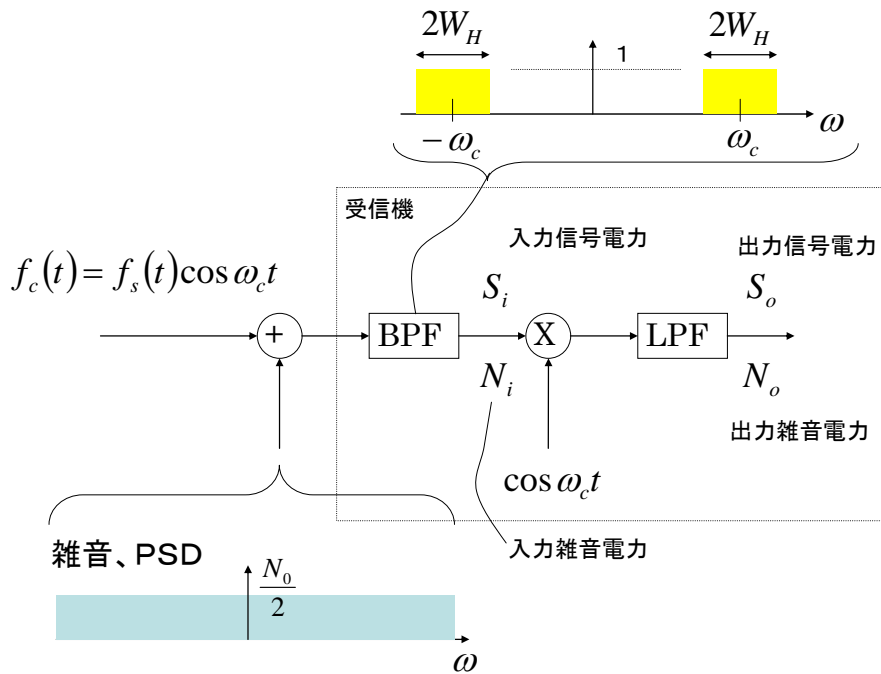 2W_H
2W_H
1
−ω_c
ω_c
ω
受信機
入力信号電力
出力信号電力
f_c(t) = f_s(t)cos ω_c t
S_i
S_o
+
BPF
X
LPF
N_i
N_o
出力雑音電力
cos ω_c t
雑音、PSD
入力雑音電力
N_0/2
ω